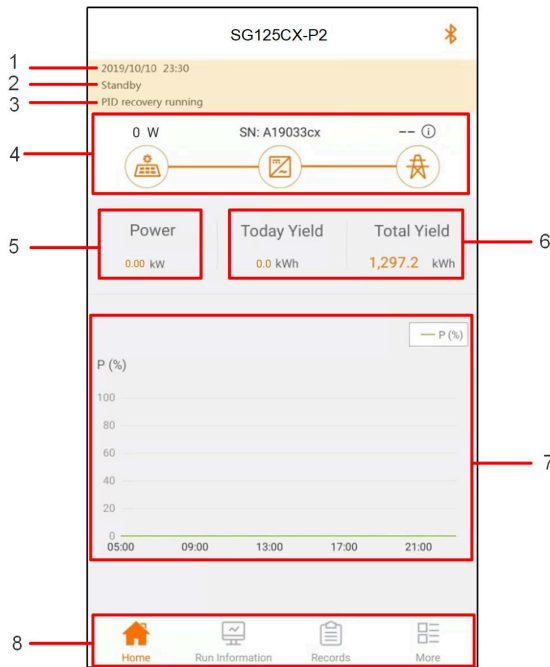 SG125CX-P2
1
2019/10/10 23:30
2
Standby
3
PID recovery running
4
0 W SN: A19033cx --
5
Power Today Yield Total Yield
6
0.00 kW 0.0 kWh 1,297.2 kWh
P (%)
P (%)
100
80
60
7
40
20
0
05:00 09:00 13:00 17:00 21:00
8
Home Run Information Records More